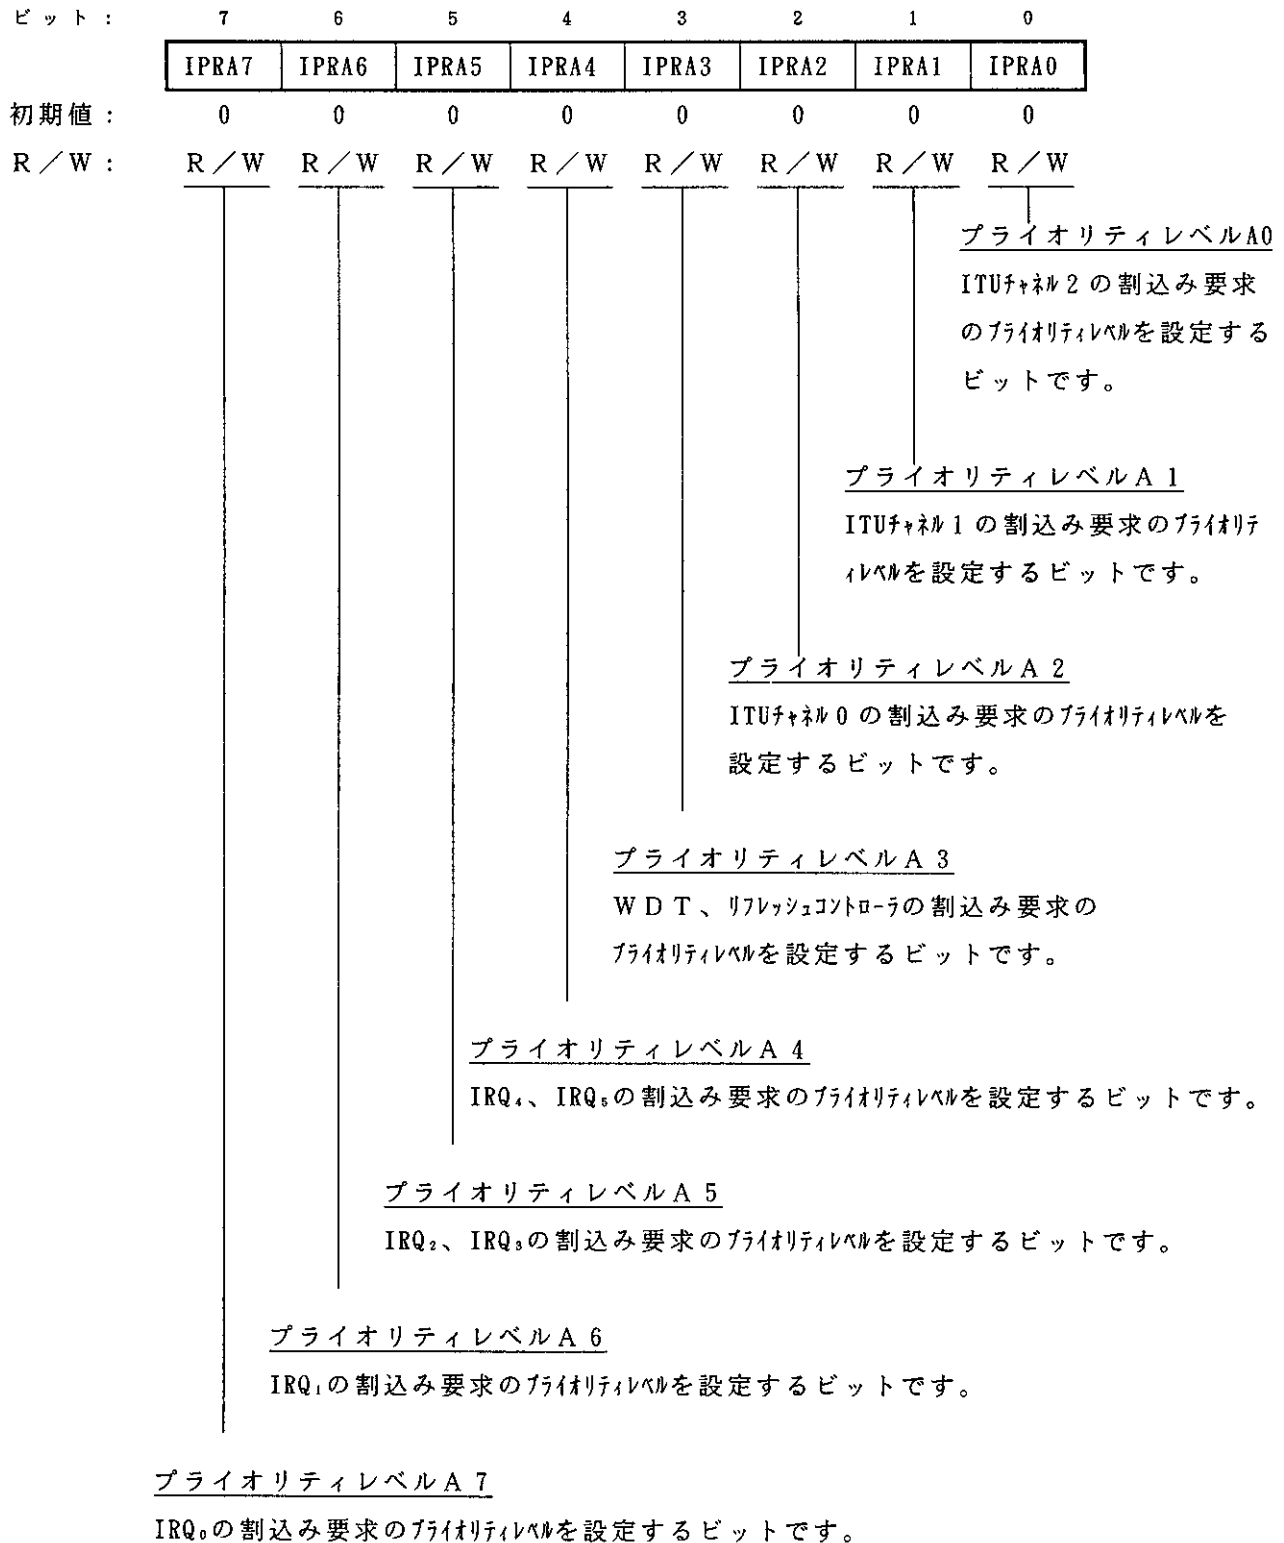 ビット： 7 6 5 4 3 2 1 0
IPRA7 IPRA6 IPRA5 IPRA4 IPRA3 IPRA2 IPRA1 IPRA0
初期値： 0 0 0 0 0 0 0 0
R／W： R／W R／W R／W R／W R／W R／W R／W R／W
プライオリティレベルA0
ITUﾁｬﾈﾙ2の割込み要求
のﾌﾟﾗｲｵﾘﾃｨﾚﾍﾞﾙを設定する
ビットです。
プライオリティレベルA1
ITUﾁｬﾈﾙ1の割込み要求のﾌﾟﾗｲｵﾘﾃ
ｨﾚﾍﾞﾙを設定するビットです。
プライオリティレベルA2
ITUﾁｬﾈﾙ0の割込み要求のﾌﾟﾗｲｵﾘﾃｨﾚﾍﾞﾙを
設定するビットです。
プライオリティレベルA3
WDT、ﾘﾌﾚｯｼｭｺﾝﾄﾛｰﾗの割込み要求の
ﾌﾟﾗｲｵﾘﾃｨﾚﾍﾞﾙを設定するビットです。
プライオリティレベルA4
IRQ₄、IRQ₅の割込み要求のﾌﾟﾗｲｵﾘﾃｨﾚﾍﾞﾙを設定するビットです。
プライオリティレベルA5
IRQ₂、IRQ₃の割込み要求のﾌﾟﾗｲｵﾘﾃｨﾚﾍﾞﾙを設定するビットです。
プライオリティレベルA6
IRQ₁の割込み要求のﾌﾟﾗｲｵﾘﾃｨﾚﾍﾞﾙを設定するビットです。
プライオリティレベルA7
IRQ₀の割込み要求のﾌﾟﾗｲｵﾘﾃｨﾚﾍﾞﾙを設定するビットです。